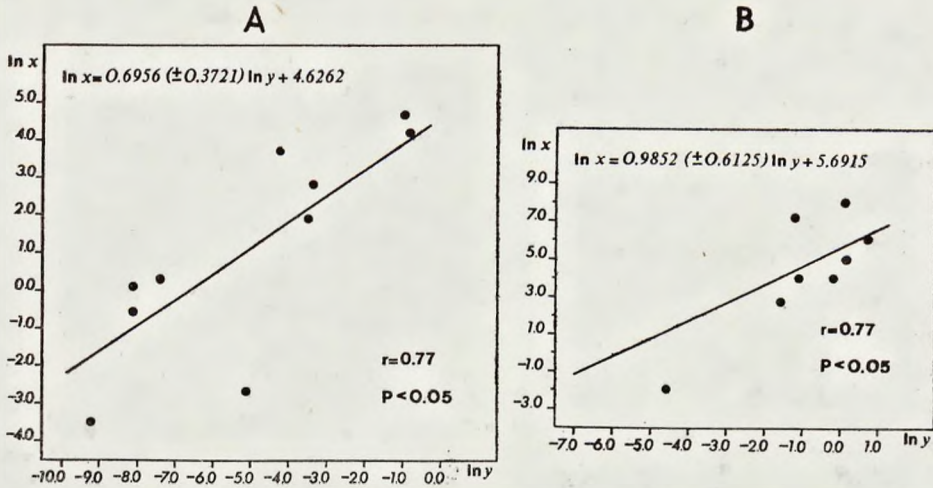 A
ln x
ln x= 0.6956 (±0.3721) ln y + 4.6262
5.0
4.0
3.0
2.0
1.0
0.0
-1.0
-2.0
-3.0
-4.0
r=0.77
P<0.05
-10.0 -9.0 -8.0 -7.0 -6.0 -5.0 -4.0 -3.0 -2.0 -1.0 0.0 ln y
B
ln x
ln x= 0.9852 (±0.6125) ln y + 5.6915
9.0
7.0
5.0
3.0
1.0
-1.0
-3.0
r=0.77
P<0.05
-7.0 -6.0 -5.0 -4.0 -3.0 -2.0 -1.0 0.0 1.0 ln y